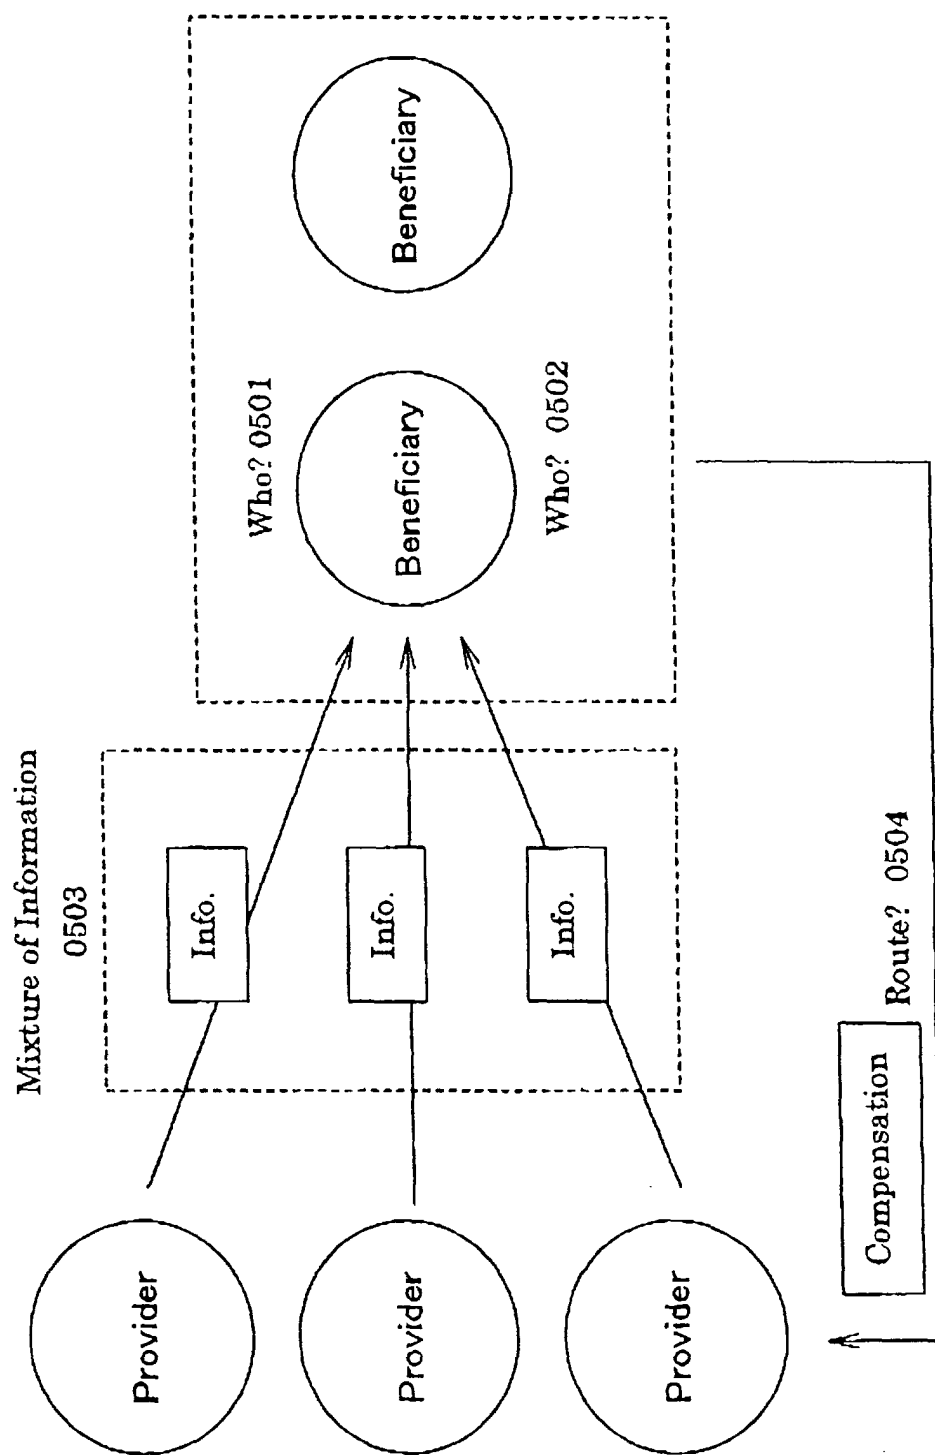 Mixture of Information
0503
Provider
Info.
Provider
Info.
Provider
Info.
Who? 0501
Beneficiary
Beneficiary
Who? 0502
Compensation
Route? 0504